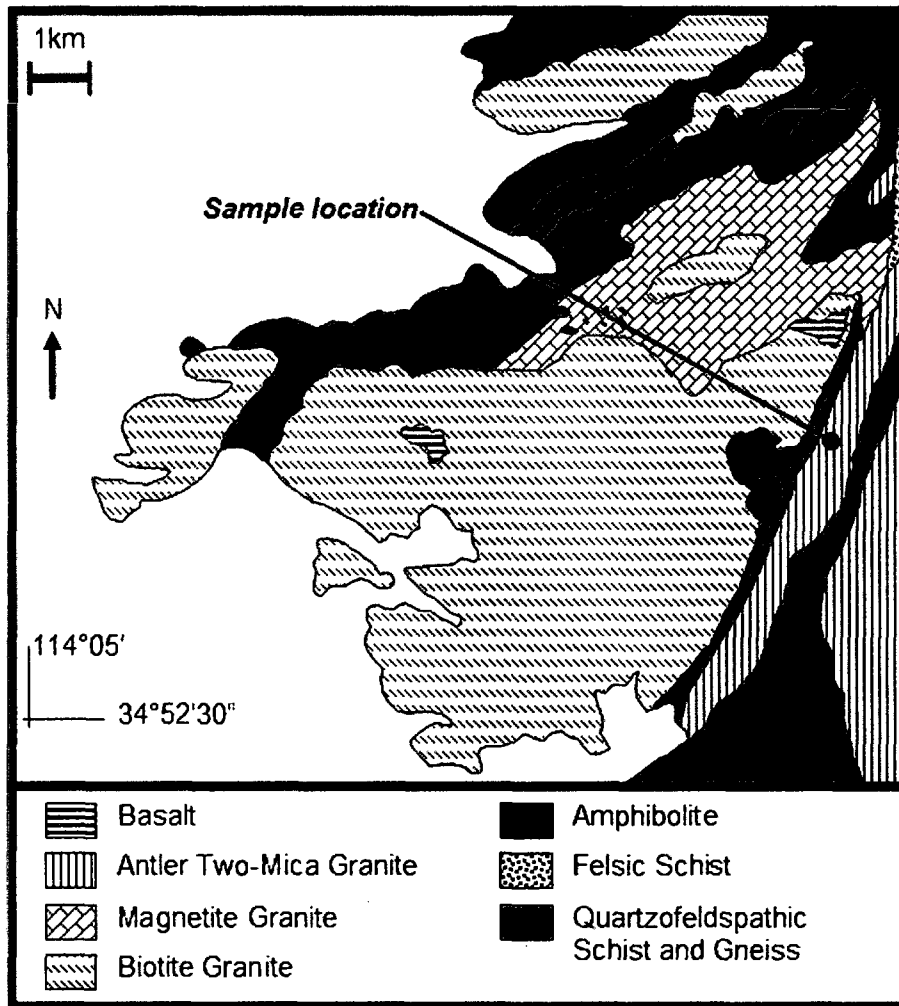 1km
Sample location
N
114°05'
34°52'30"
Basalt
Antler Two-Mica Granite
Magnetite Granite
Biotite Granite
Amphibolite
Felsic Schist
Quartzofeldspathic
Schist and Gneiss